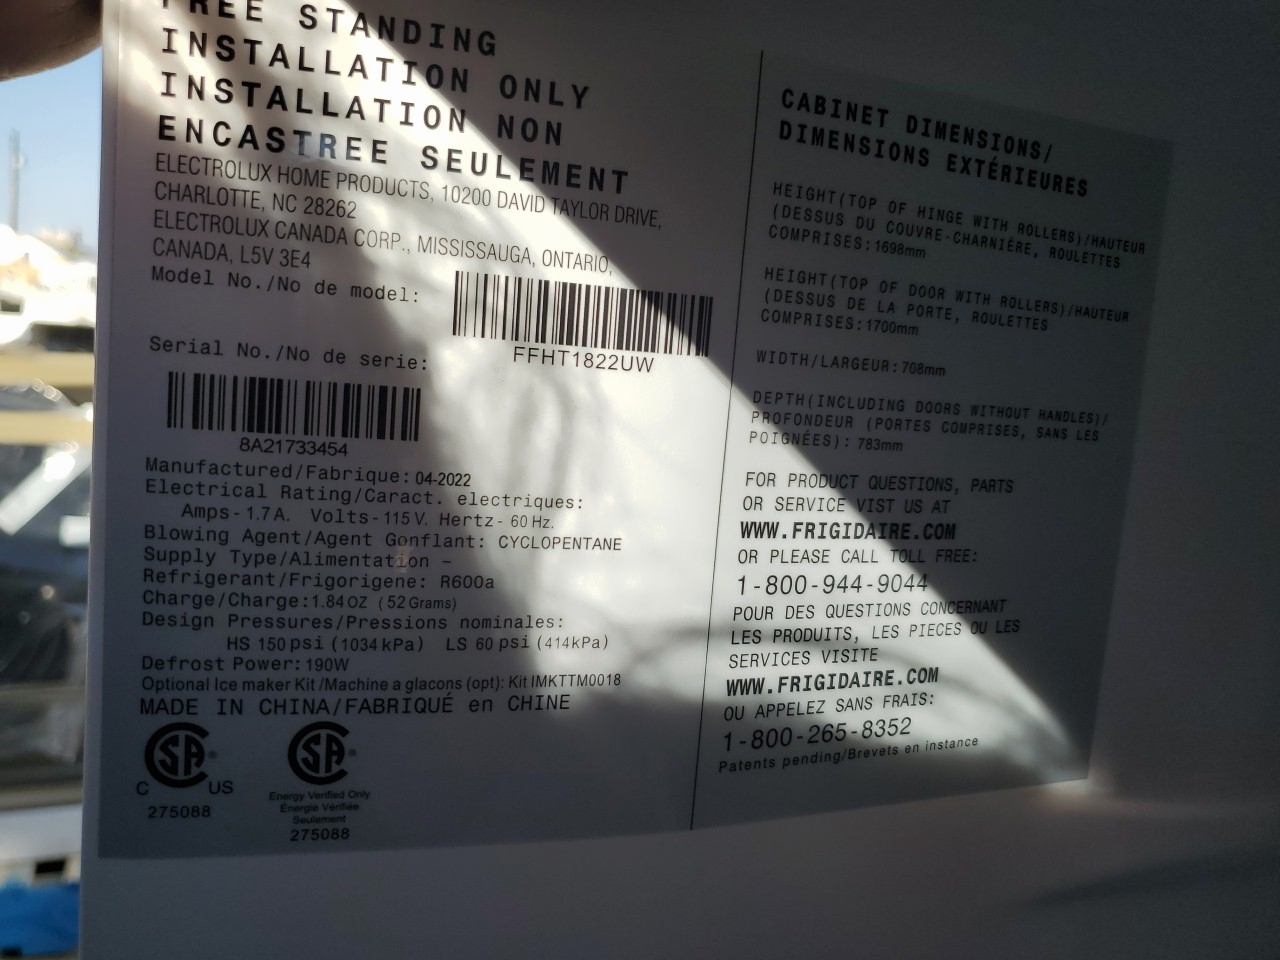 FREE STANDING
INSTALLATION ONLY
INSTALLATION NON
ENCASTREE SEULEMENT
ELECTROLUX HOME PRODUCTS, 10200 DAVID TAYLOR DRIVE,
CHARLOTTE, NC 28262
ELECTROLUX CANADA CORP., MISSISSAUGA, ONTARIO,
CANADA, L5V 3E4
Model No./No de model:
FFHT1822UW
Serial No./No de serie:
8A21733454
Manufactured/Fabrique: 04-2022
Electrical Rating/Caract. electriques:
Amps - 1.7 A. Volts - 115 V. Hertz - 60 Hz.
Blowing Agent/Agent Gonflant: CYCLOPENTANE
Supply Type/Alimentation -
Refrigerant/Frigorigene: R600a
Charge/Charge: 1.84 OZ (52 Grams)
Design Pressures/Pressions nominales:
HS 150 psi (1034 kPa) LS 60 psi (414kPa)
Defrost Power: 190W
Optional Ice maker Kit /Machine a glacons (opt): Kit IMKTTM0018
MADE IN CHINA/FABRIQUÉ en CHINE
SA ®
C US
275088
SA ®
Energy Verified Only
Énergie Vérifiée
Seulement
275088
CABINET DIMENSIONS/
DIMENSIONS EXTÉRIEURES
HEIGHT(TOP OF HINGE WITH ROLLERS)/HAUTEUR
(DESSUS DU COUVRE-CHARNIÈRE, ROULETTES
COMPRISES: 1698mm
HEIGHT(TOP OF DOOR WITH ROLLERS)/HAUTEUR
(DESSUS DE LA PORTE, ROULETTES
COMPRISES: 1700mm
WIDTH/LARGEUR: 708mm
DEPTH(INCLUDING DOORS WITHOUT HANDLES)/
PROFONDEUR (PORTES COMPRISES, SANS LES
POIGNÉES): 783mm
FOR PRODUCT QUESTIONS, PARTS
OR SERVICE VIST US AT
WWW.FRIGIDAIRE.COM
OR PLEASE CALL TOLL FREE:
1-800-944-9044
POUR DES QUESTIONS CONCERNANT
LES PRODUITS, LES PIECES OU LES
SERVICES VISITE
WWW.FRIGIDAIRE.COM
OU APPELEZ SANS FRAIS:
1-800-265-8352
Patents pending/Brevets en instance